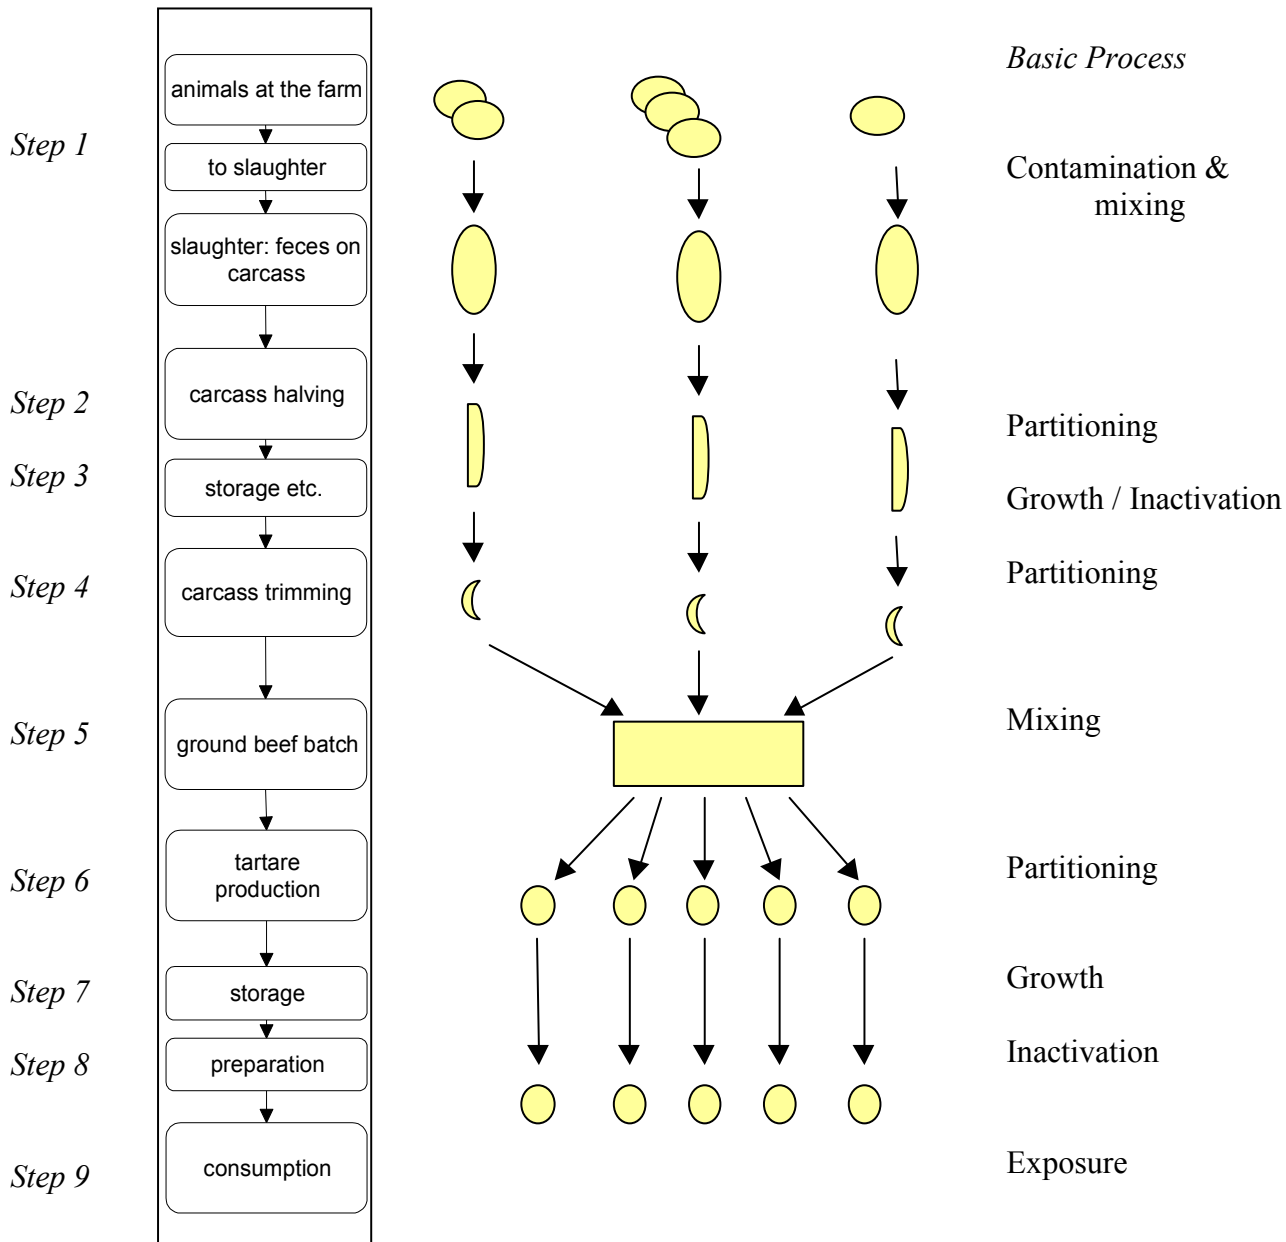 Basic Process
animals at the farm
Step 1
to slaughter
Contamination &
mixing
slaughter: feces on
carcass
Step 2
carcass halving
Partitioning
Step 3
storage etc.
Growth / Inactivation
Step 4
carcass trimming
Partitioning
Step 5
ground beef batch
Mixing
Step 6
tartare
production
Partitioning
Step 7
storage
Growth
Step 8
preparation
Inactivation
Step 9
consumption
Exposure